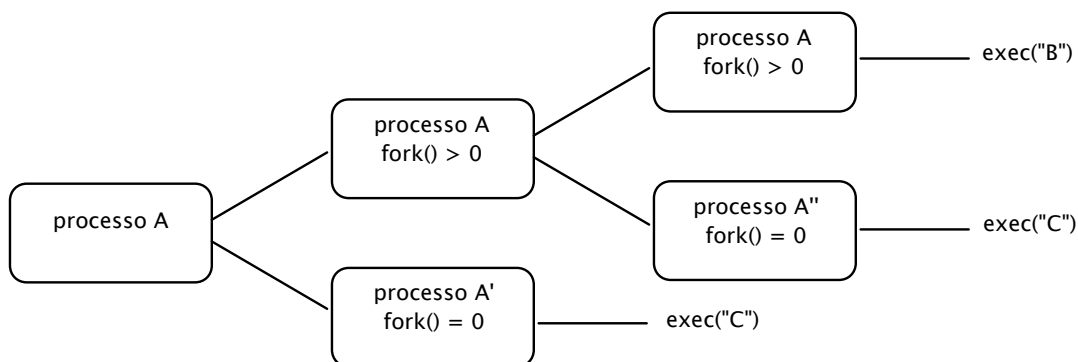 processo A
fork() > 0
exec("B")
processo A
fork() > 0
processo A
processo A''
fork() = 0
exec("C")
processo A'
fork() = 0
exec("C")